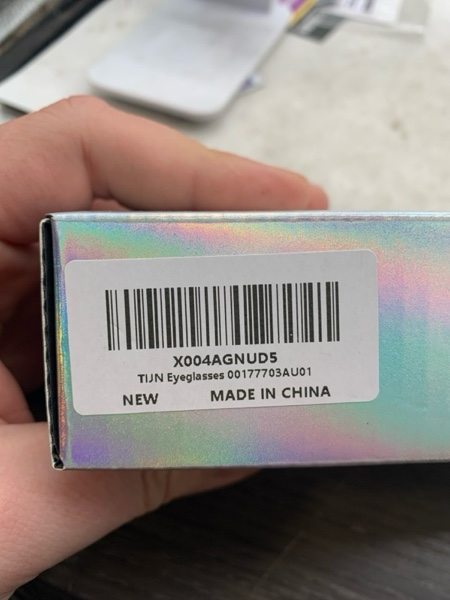 X004AGNUD5
TIJN Eyeglasses 00177703AU01
NEW MADE IN CHINA